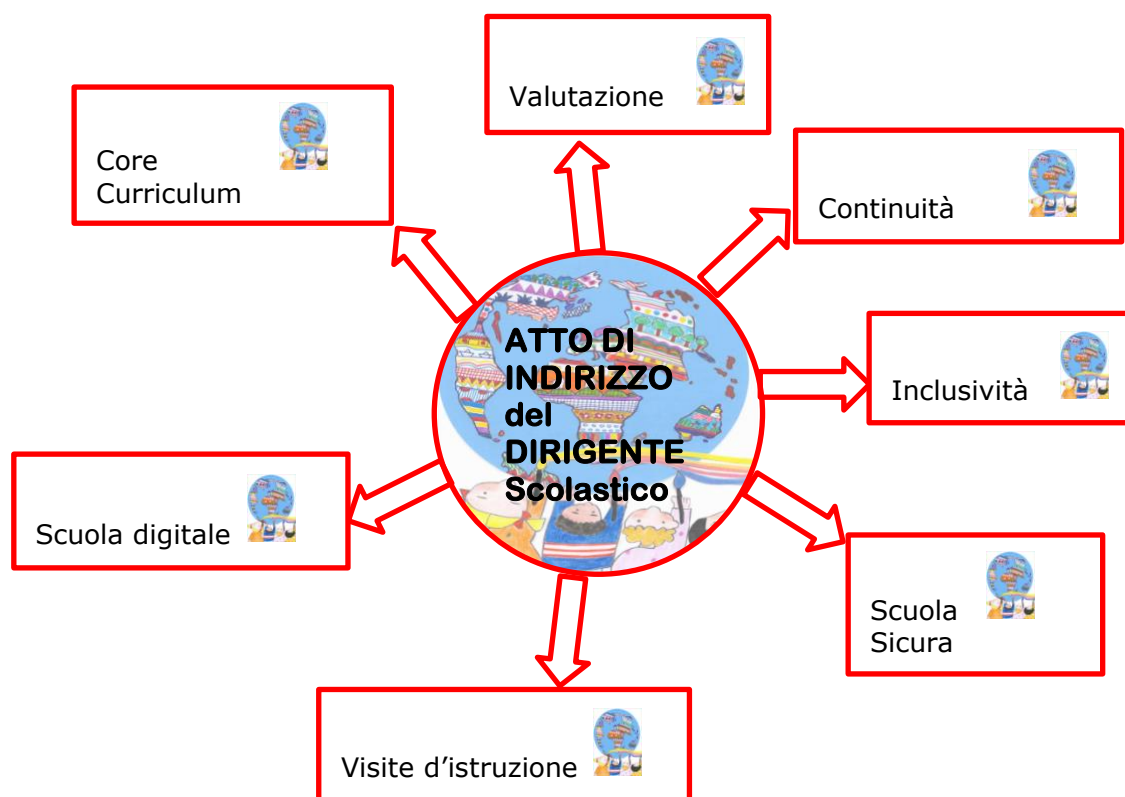 Valutazione
Core
Curriculum
Continuità
ATTO DI
INDIRIZZO
del
DIRIGENTE
Scolastico
Inclusività
Scuola digitale
Scuola
Sicura
Visite d’istruzione